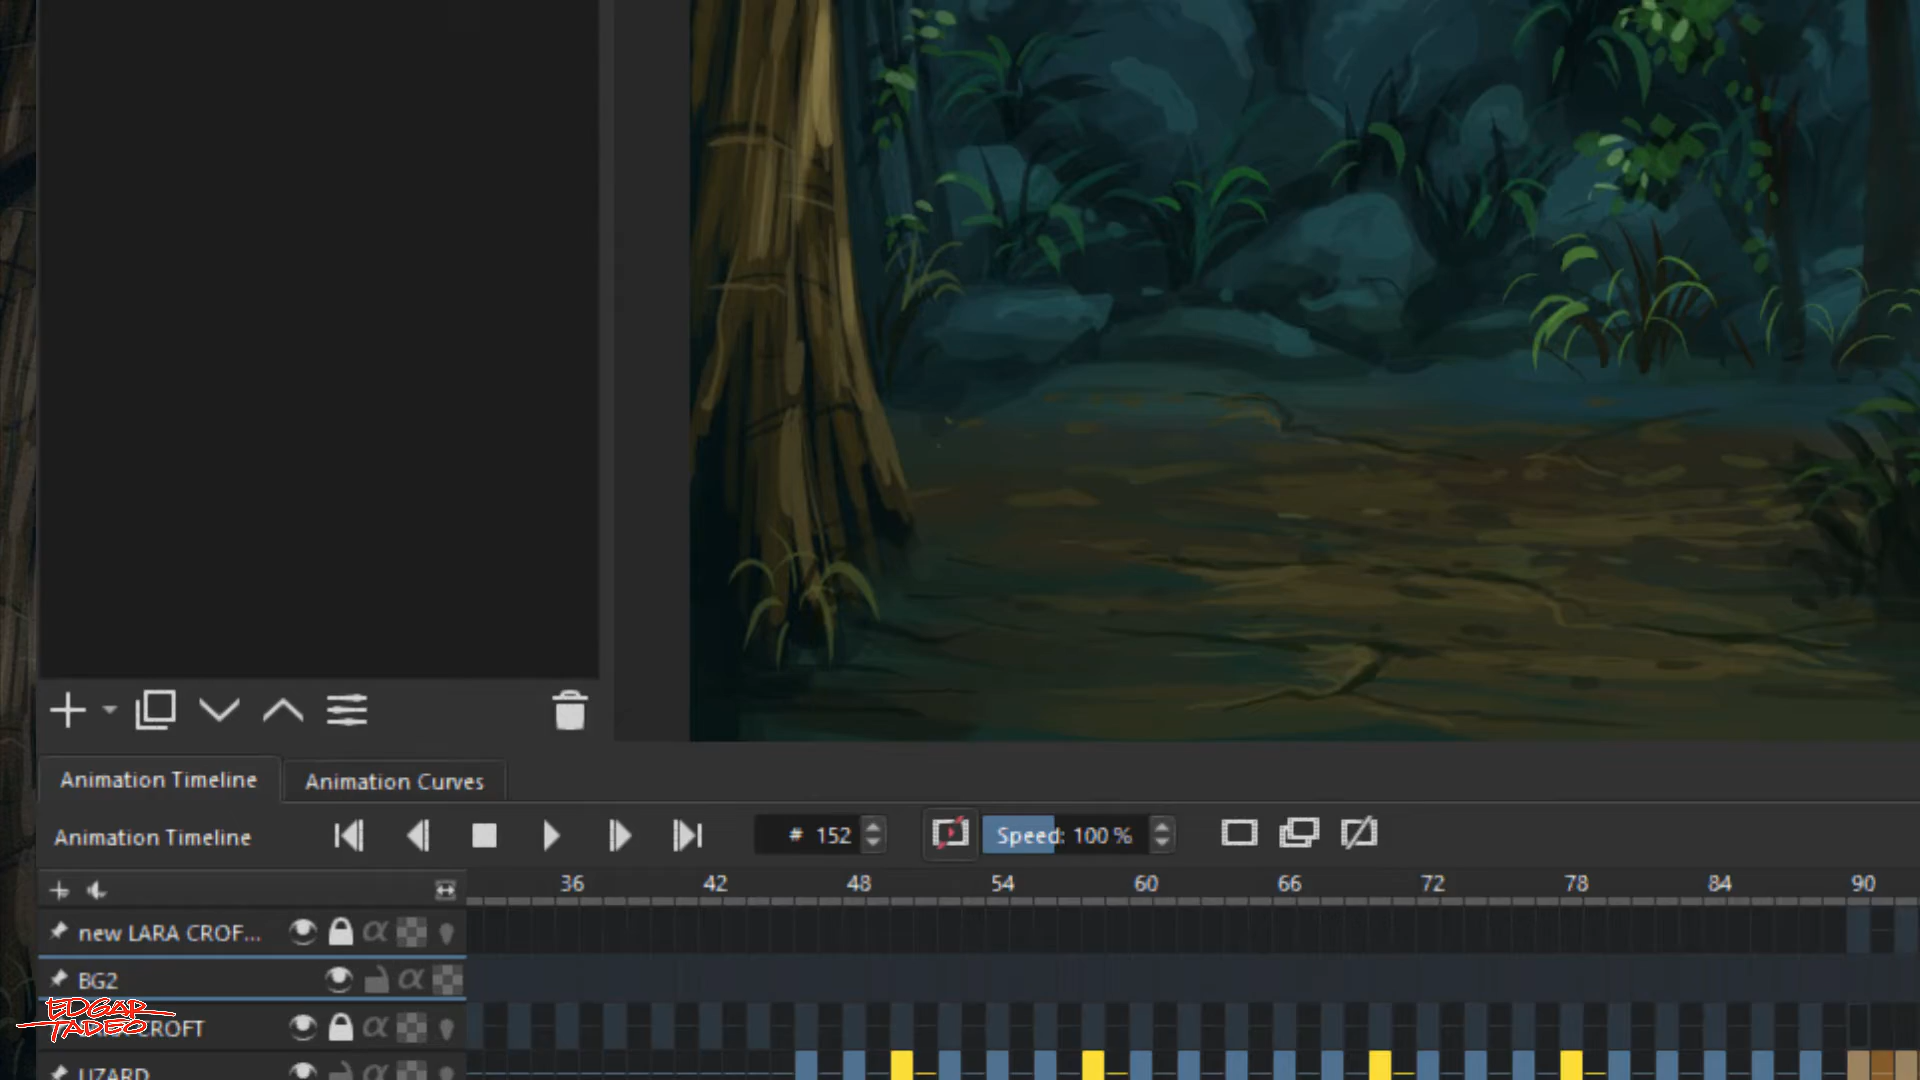 Animation Timeline
Animation Curves
Animation Timeline
# 152
Speed: 100 %
36 42 48 54 60 66 72 78 84 90
new LARA CROF...
BG2
EDGAR
TADEO
CROFT
LIZARD